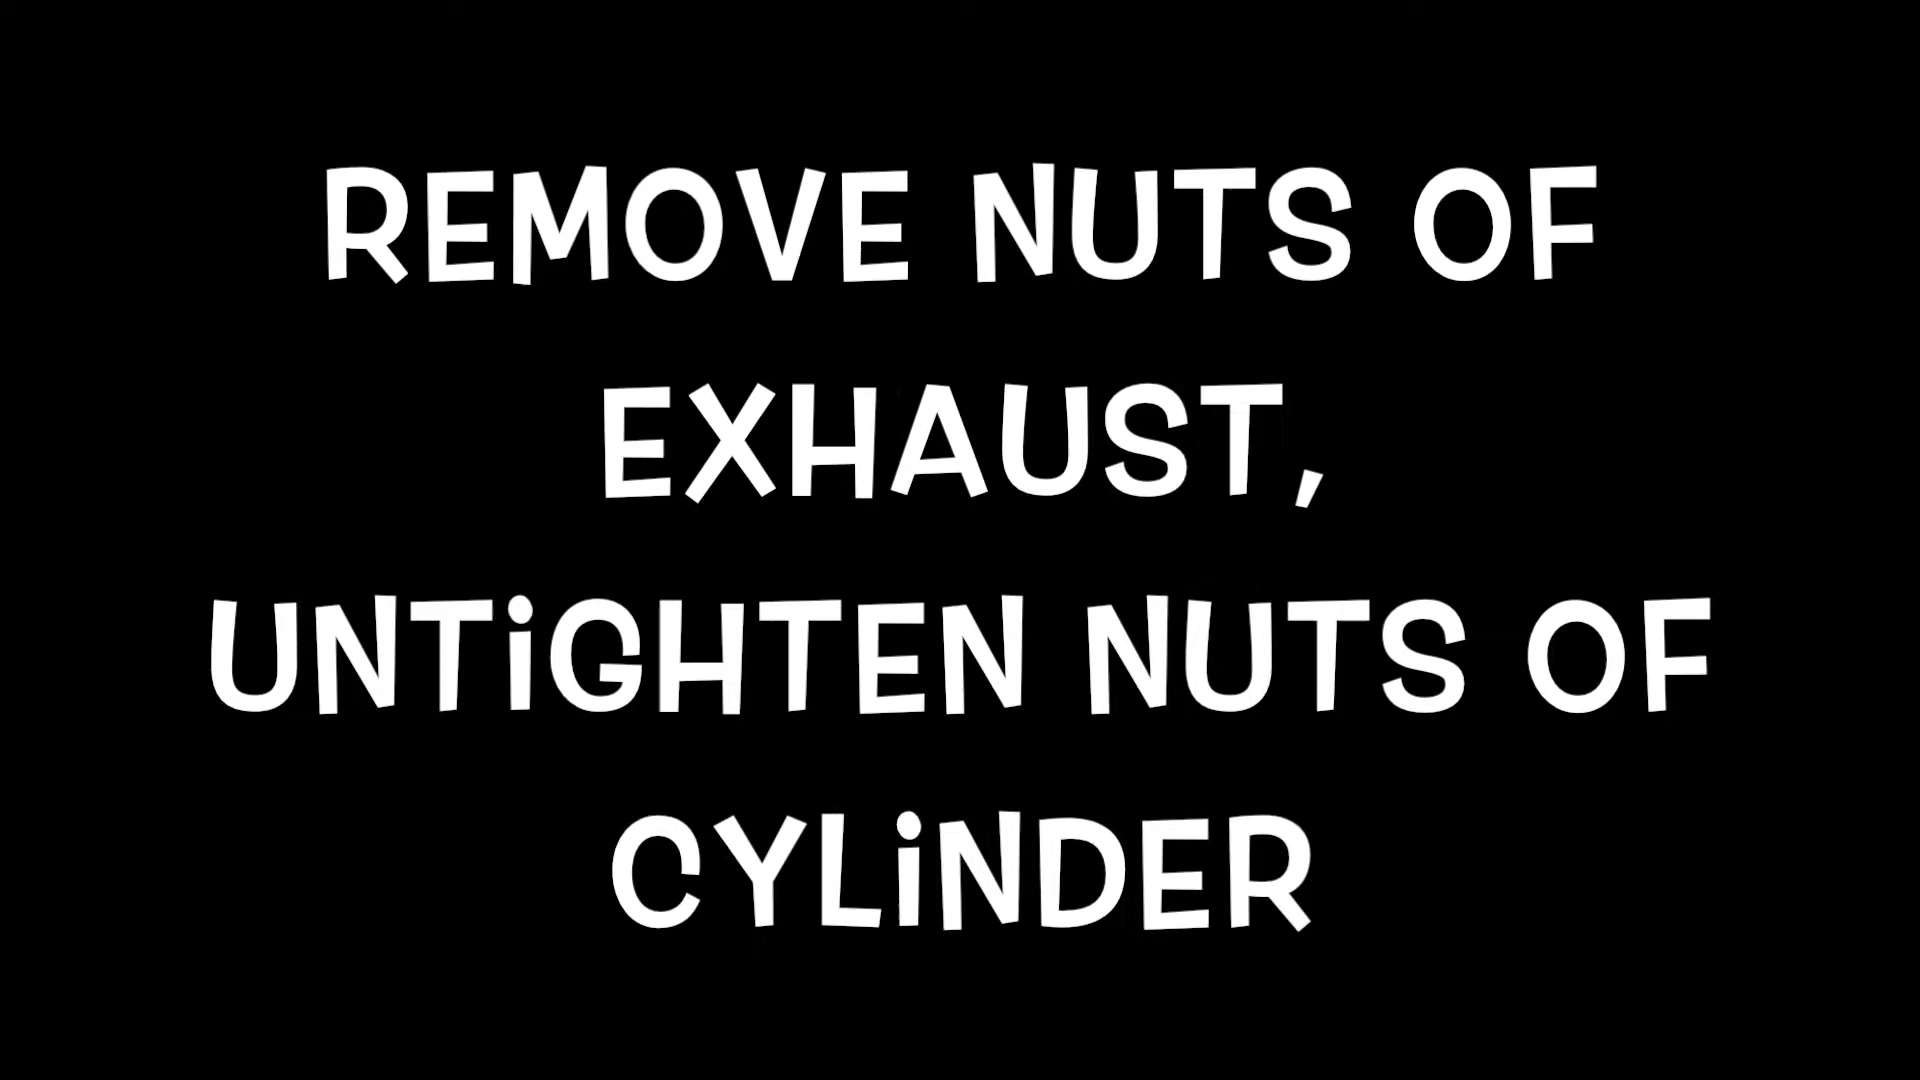 REMOVE NUTS OF
EXHAUST,
UNTiGHTEN NUTS OF
CYLiNDER